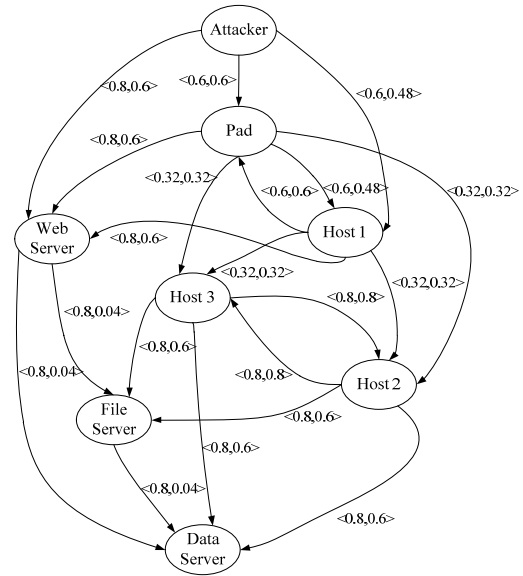 Attacker
<0.8,0.6>
<0.6,0.6>
<0.6,0.48>
Pad
<0.8,0.6>
<0.32,0.32>
<0.6,0.6>
<0.6,0.48>
<0.32,0.32>
Web
Server
<0.8,0.6>
Host 1
<0.32,0.32>
<0.32,0.32>
Host 3
<0.8,0.8>
<0.8,0.04>
<0.8,0.6>
<0.8,0.04>
<0.8,0.8>
Host 2
File
Server
<0.8,0.6>
<0.8,0.6>
<0.8,0.04>
<0.8,0.6>
Data
Server